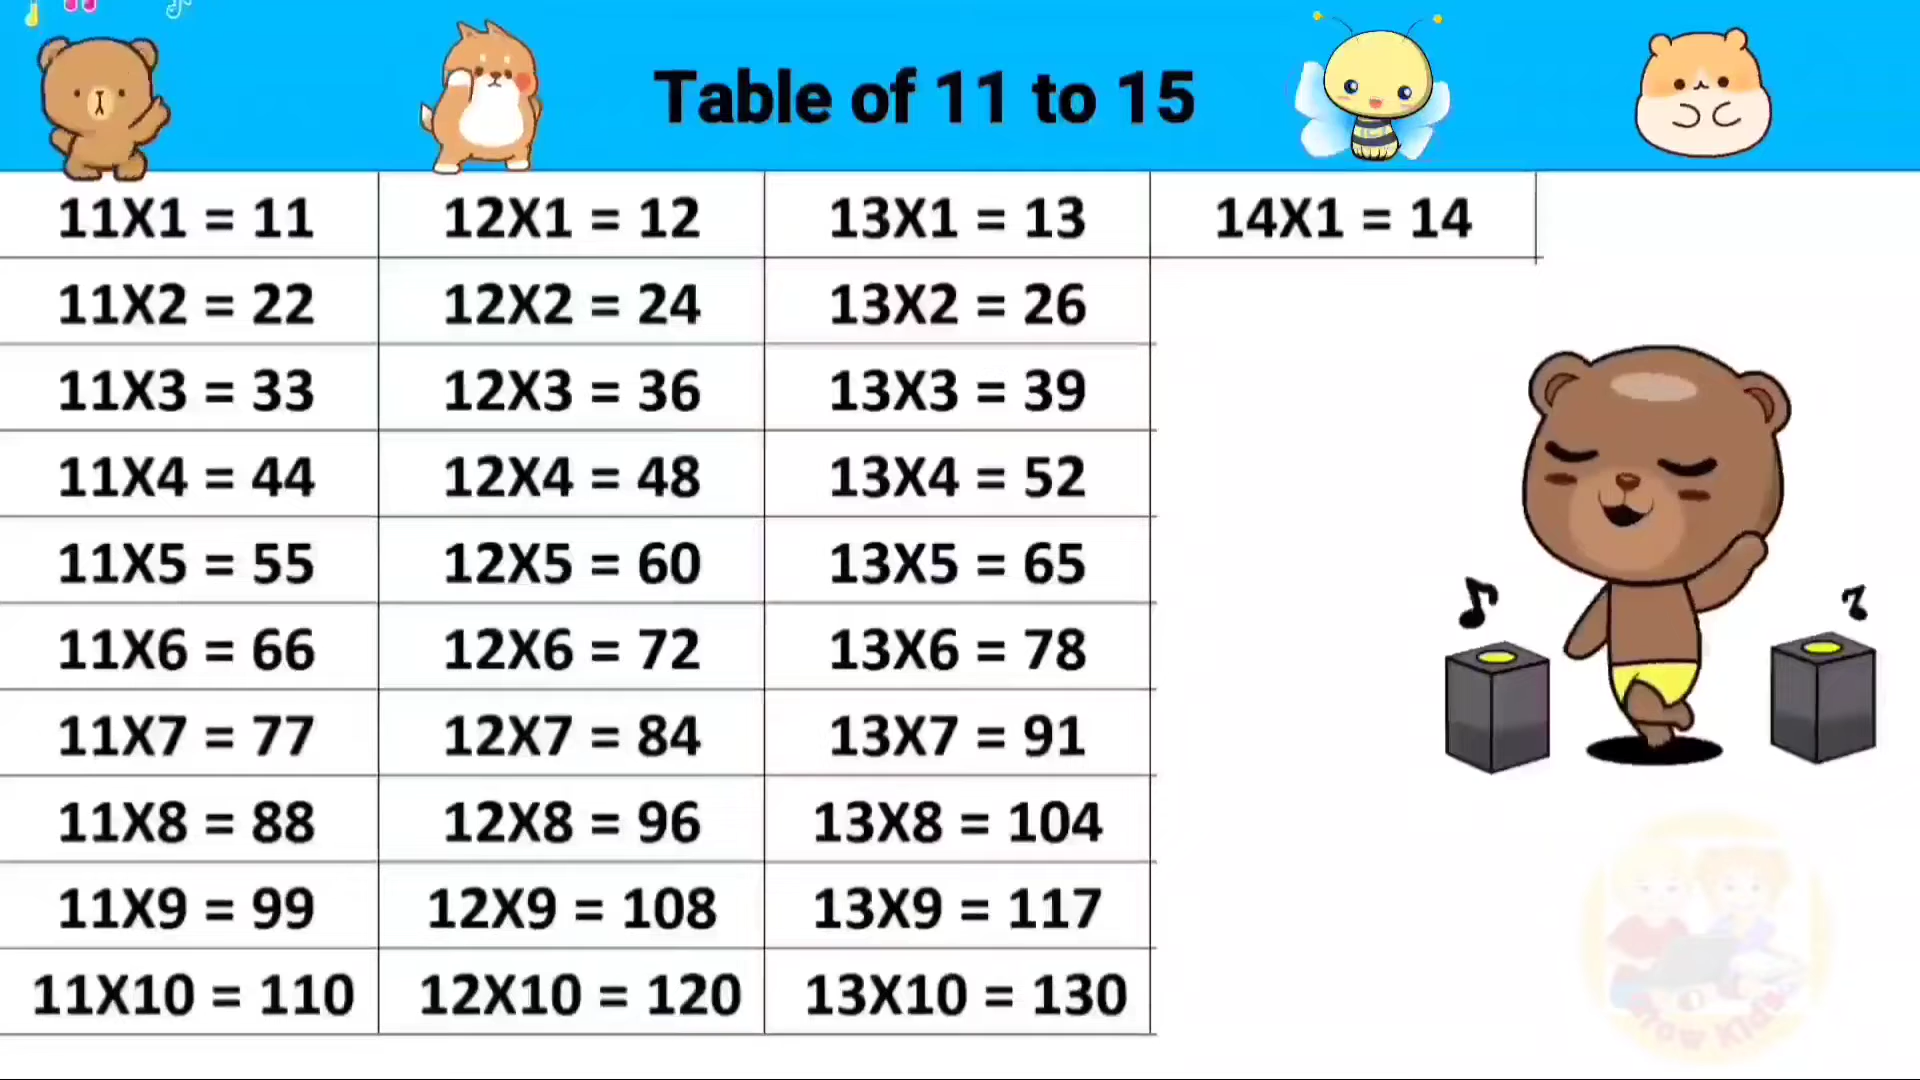 Table of 11 to 15
11X1 = 11
12X1 = 12
13X1 = 13
14X1 = 14
11X2 = 22
12X2 = 24
13X2 = 26
11X3 = 33
12X3 = 36
13X3 = 39
11X4 = 44
12X4 = 48
13X4 = 52
11X5 = 55
12X5 = 60
13X5 = 65
11X6 = 66
12X6 = 72
13X6 = 78
11X7 = 77
12X7 = 84
13X7 = 91
11X8 = 88
12X8 = 96
13X8 = 104
11X9 = 99
12X9 = 108
13X9 = 117
11X10 = 110
12X10 = 120
13X10 = 130